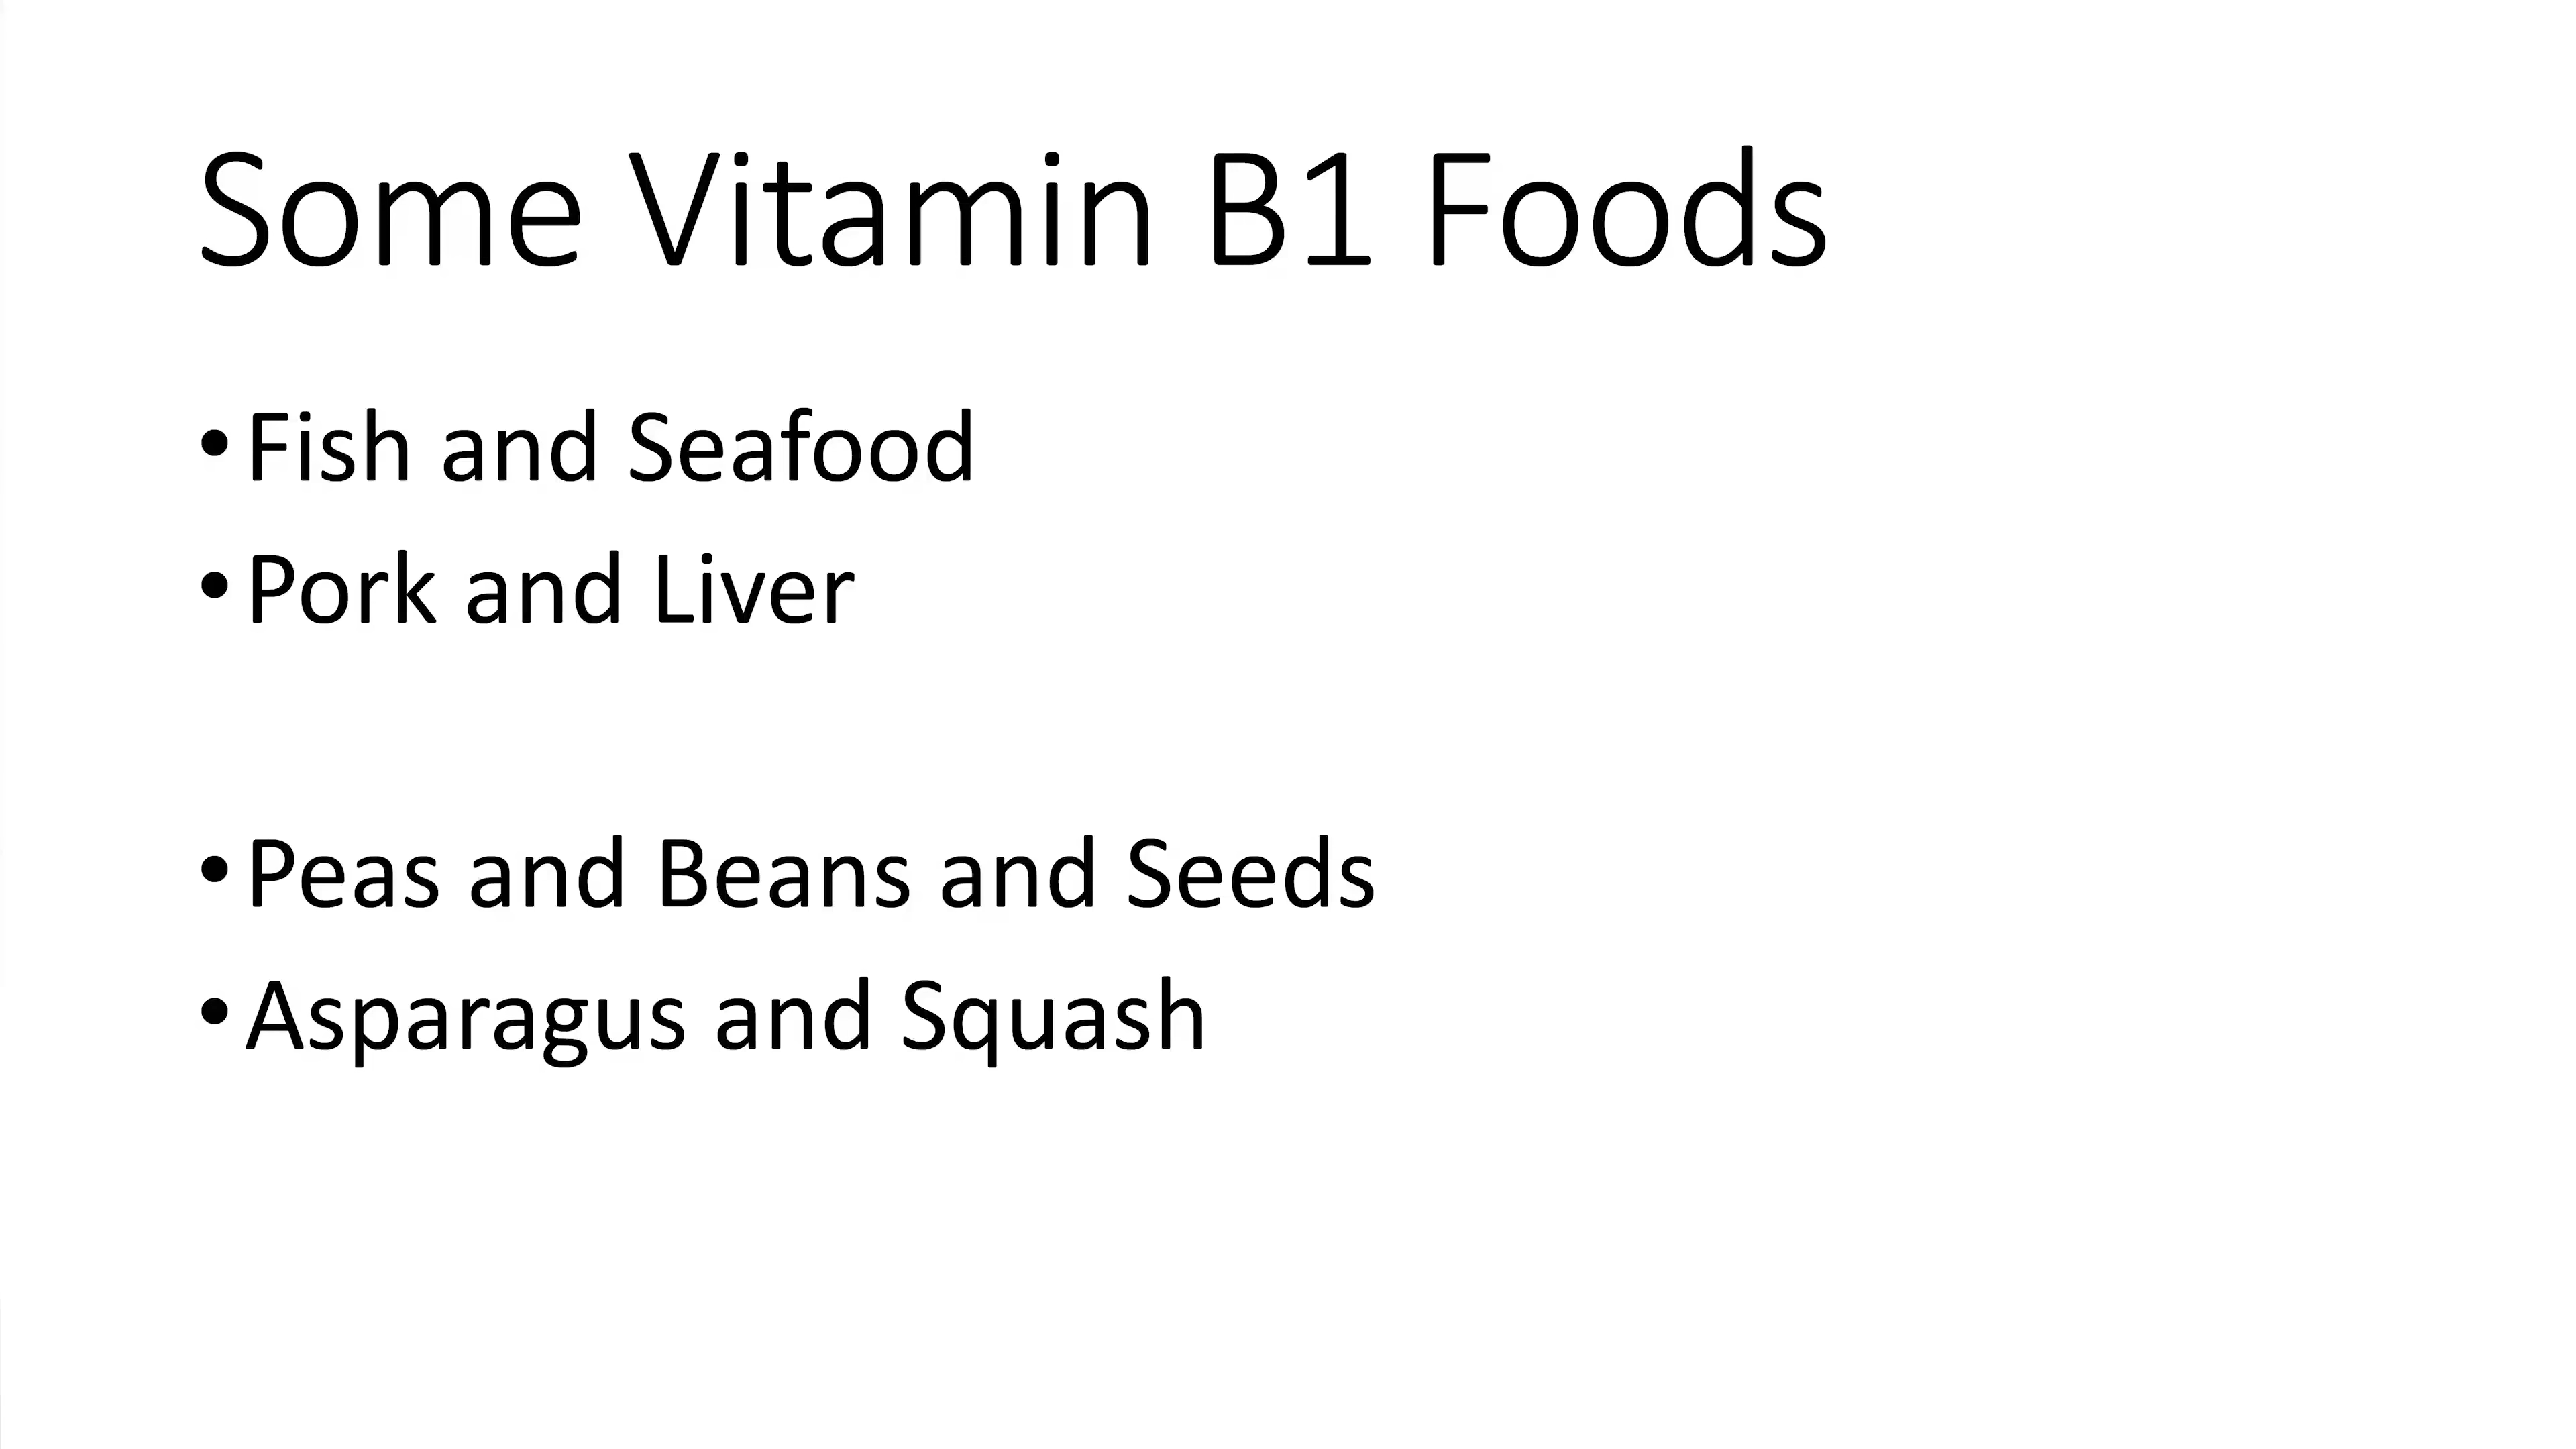 Some Vitamin B1 Foods
• Fish and Seafood
• Pork and Liver
• Peas and Beans and Seeds
• Asparagus and Squash